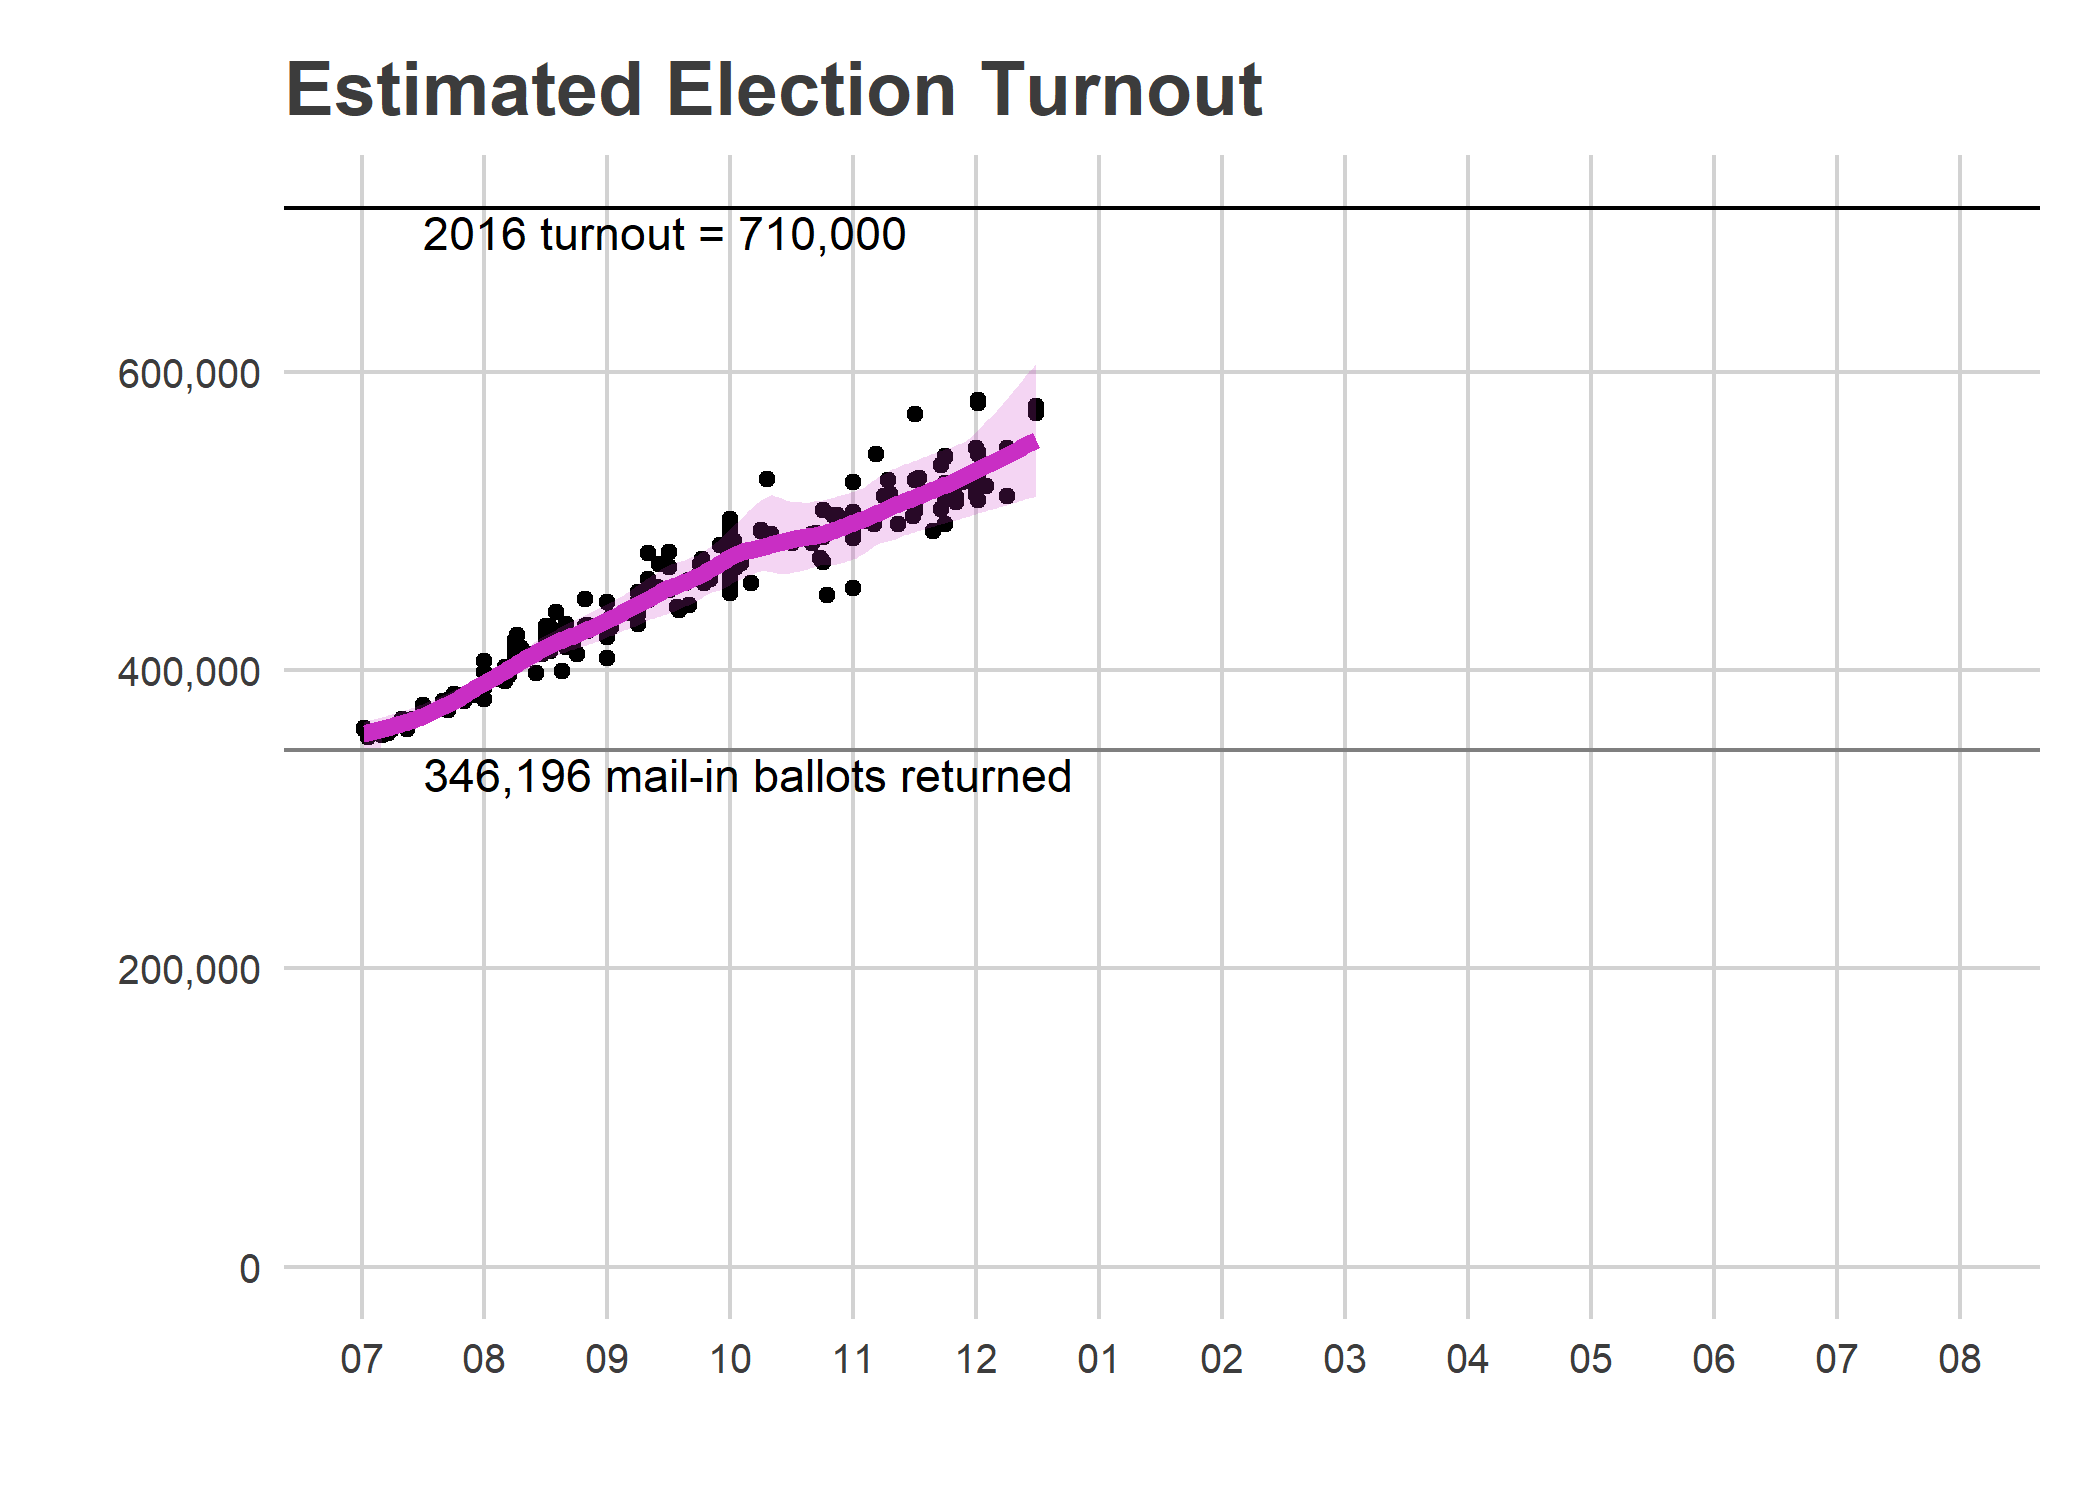 Estimated Election Turnout
2016 turnout = 710,000
600,000
400,000
346,196 mail-in ballots returned
200,000
0
07 08 09 10 11 12 01 02 03 04 05 06 07 08